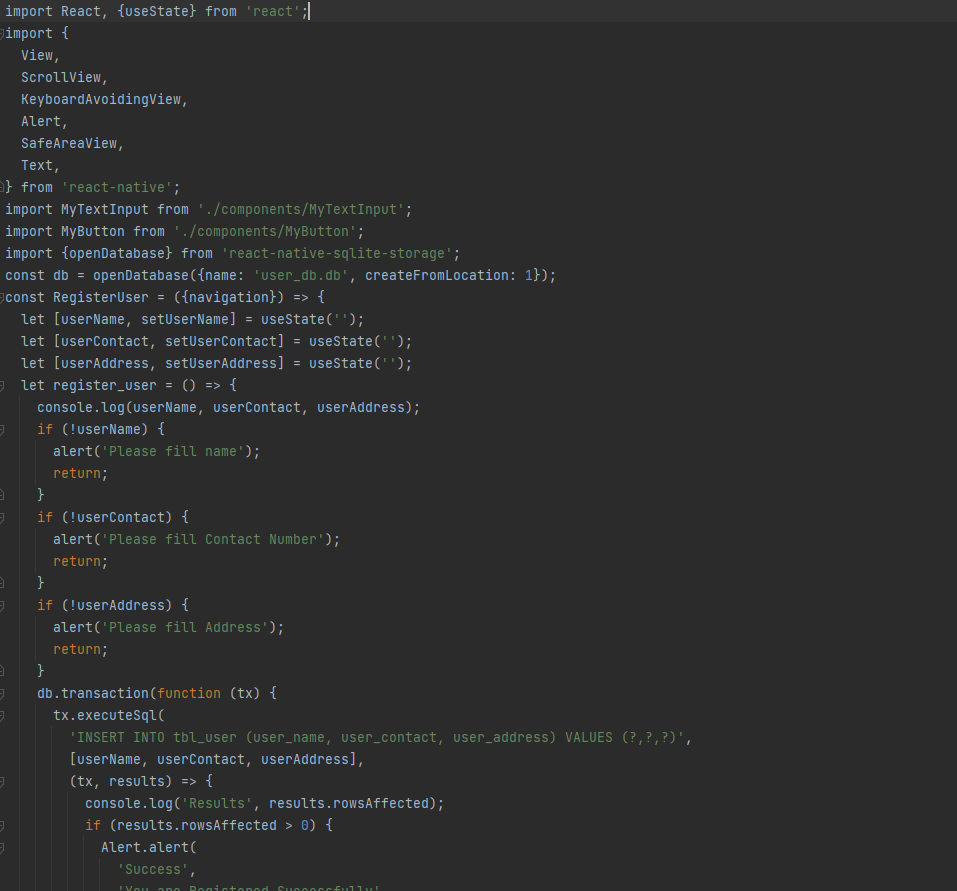 import React, {useState} from 'react';
import {
  View,
  ScrollView,
  KeyboardAvoidingView,
  Alert,
  SafeAreaView,
  Text,
} from 'react-native';
import MyTextInput from './components/MyTextInput';
import MyButton from './components/MyButton';
import {openDatabase} from 'react-native-sqlite-storage';
const db = openDatabase({name: 'user_db.db', createFromLocation: 1});
const RegisterUser = ({navigation}) => {
  let [userName, setUserName] = useState('');
  let [userContact, setUserContact] = useState('');
  let [userAddress, setUserAddress] = useState('');
  let register_user = () => {
    console.log(userName, userContact, userAddress);
    if (!userName) {
      alert('Please fill name');
      return;
    }
    if (!userContact) {
      alert('Please fill Contact Number');
      return;
    }
    if (!userAddress) {
      alert('Please fill Address');
      return;
    }
    db.transaction(function (tx) {
      tx.executeSql(
        'INSERT INTO tbl_user (user_name, user_contact, user_address) VALUES (?,?,?)',
        [userName, userContact, userAddress],
        (tx, results) => {
          console.log('Results', results.rowsAffected);
          if (results.rowsAffected > 0) {
            Alert.alert(
              'Success',
              'You are Registered Successfully'